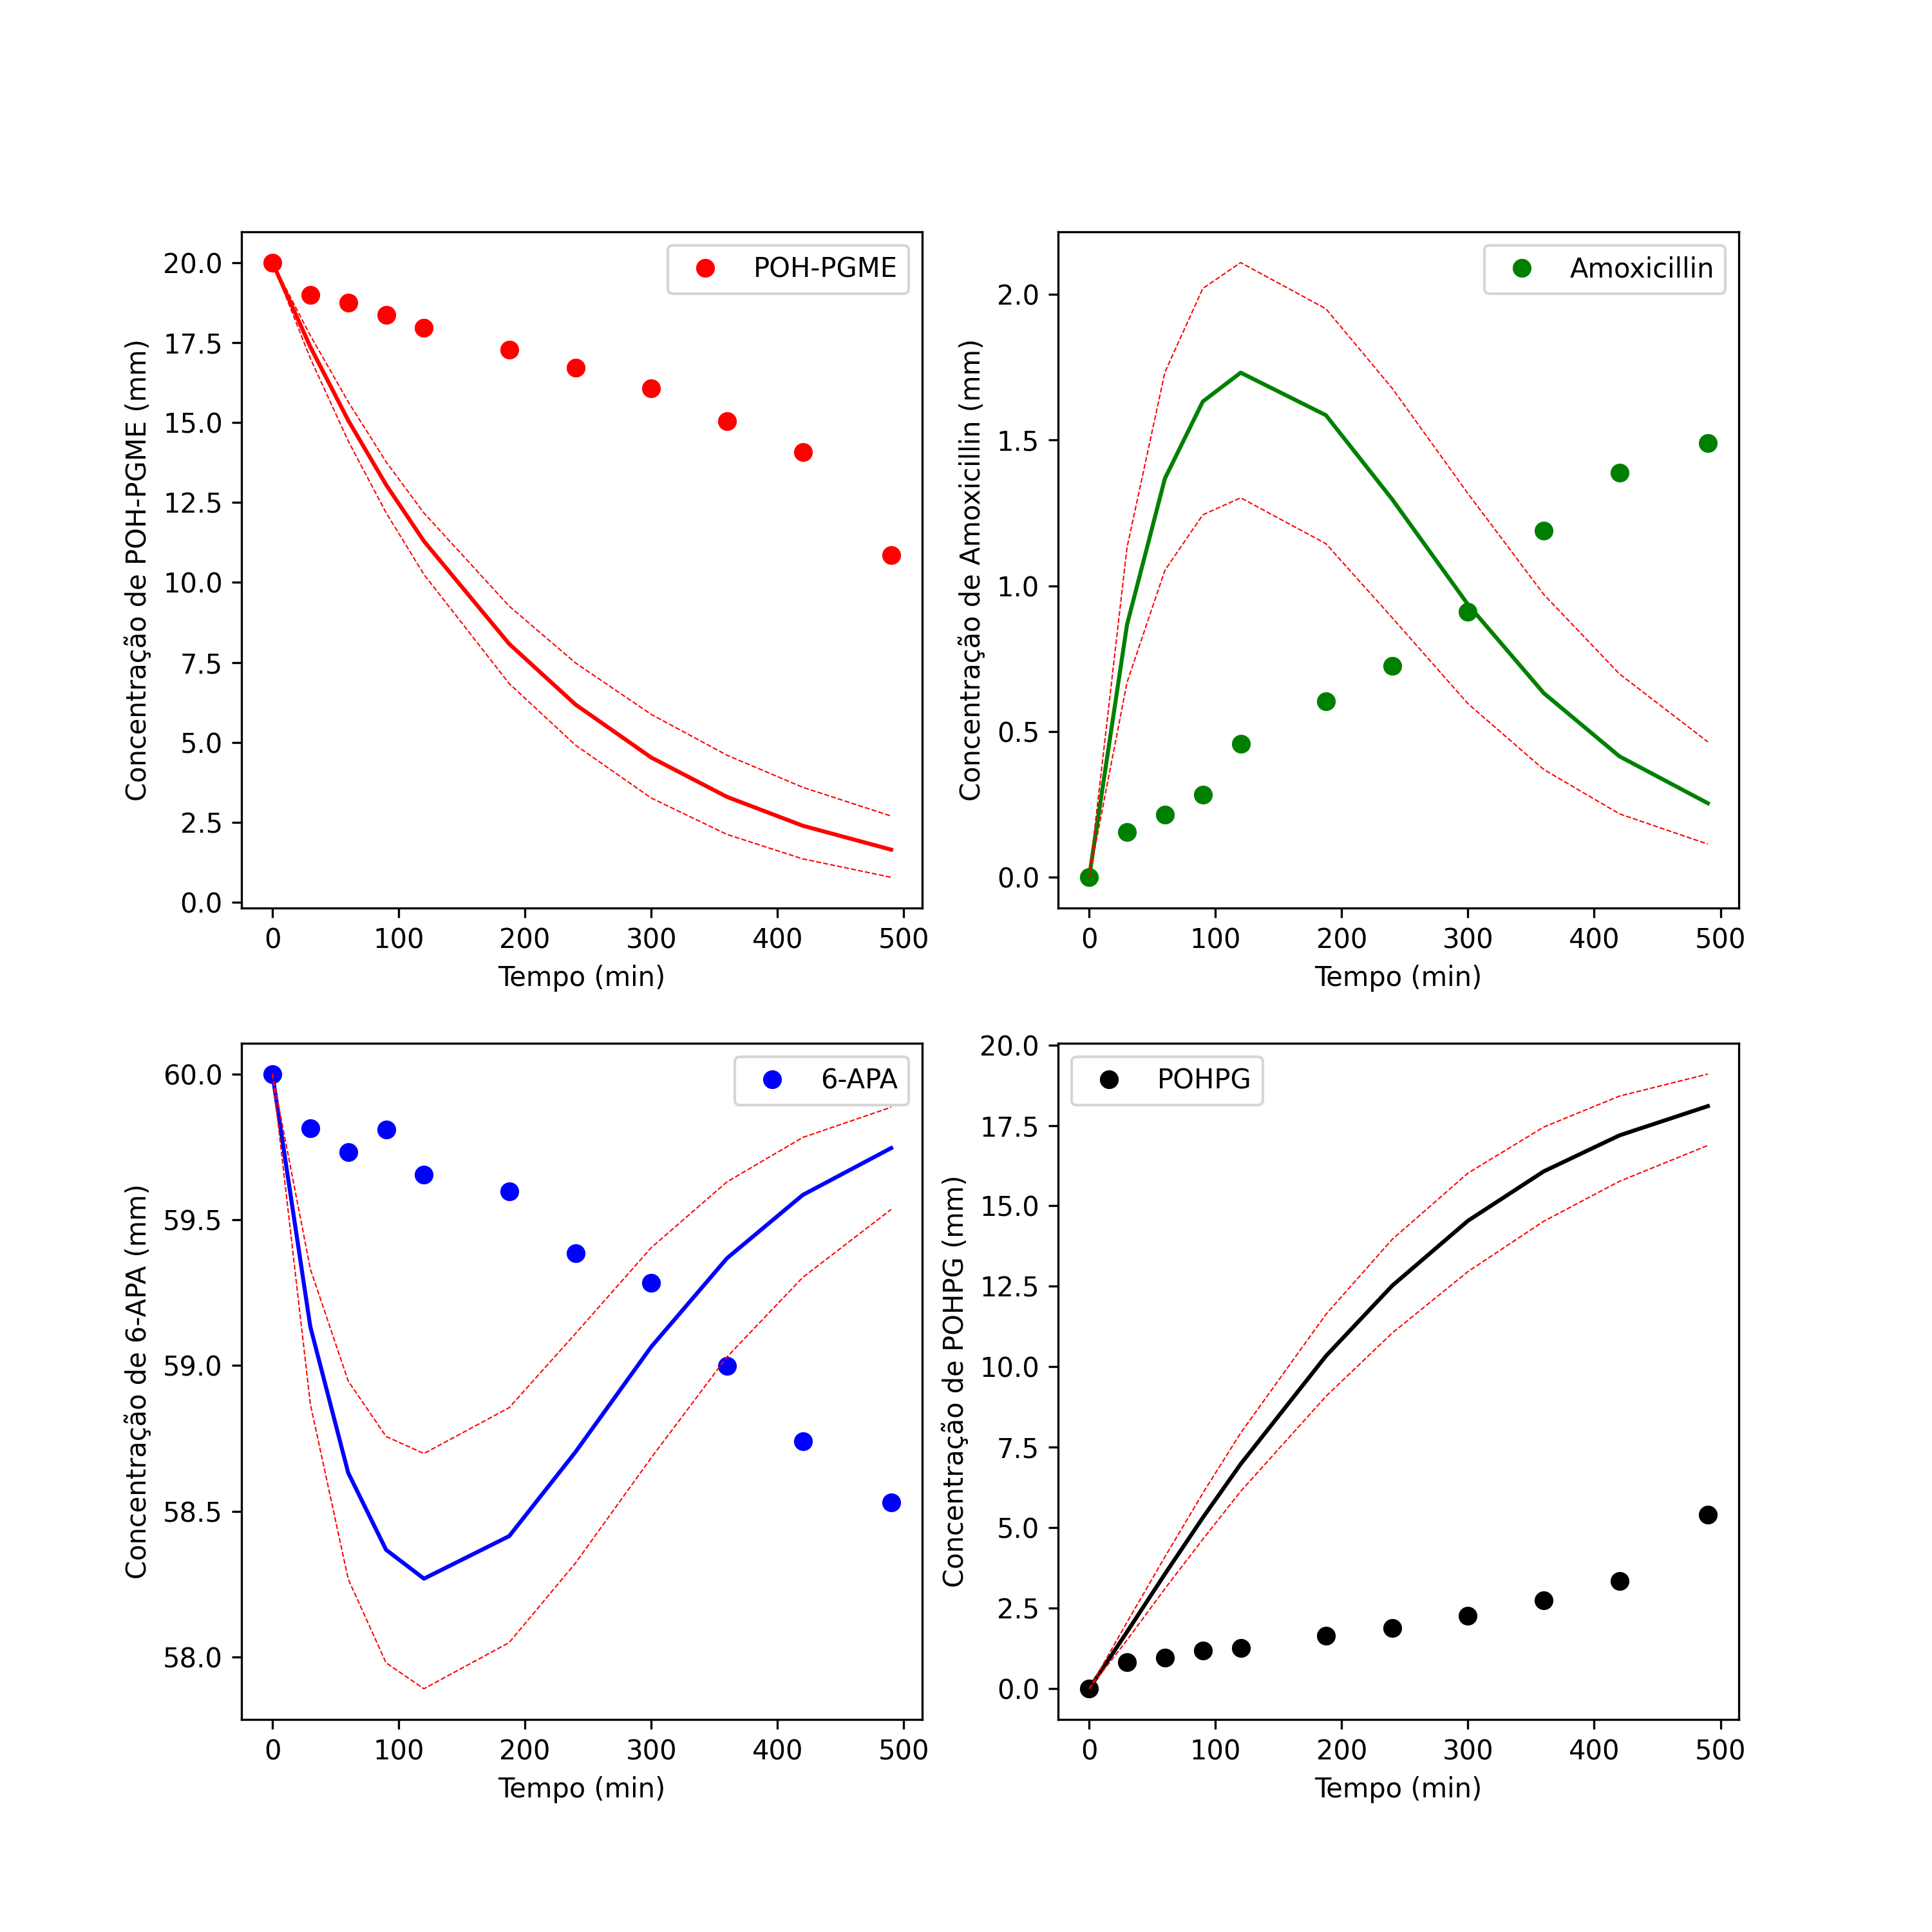 POH-PGME
20.0
17.5
15.0
12.5
10.0
7.5
5.0
2.5
0.0
Concentração de POH-PGME (mm)
0 100 200 300 400 500
Tempo (min)
Amoxicillin
2.0
1.5
1.0
0.5
0.0
Concentração de Amoxicillin (mm)
0 100 200 300 400 500
Tempo (min)
6-APA
60.0
59.5
59.0
58.5
58.0
Concentração de 6-APA (mm)
0 100 200 300 400 500
Tempo (min)
POHPG
20.0
17.5
15.0
12.5
10.0
7.5
5.0
2.5
0.0
Concentração de POHPG (mm)
0 100 200 300 400 500
Tempo (min)